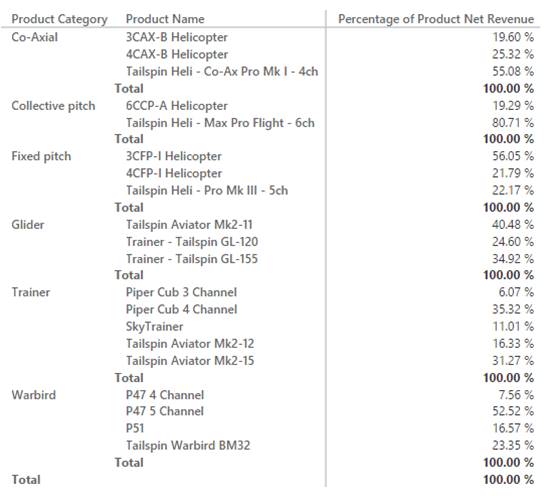 Product Category Product Name Percentage of Product Net Revenue
Co-Axial 3CAX-B Helicopter 19.60 %
4CAX-B Helicopter 25.32 %
Tailspin Heli - Co-Ax Pro Mk I - 4ch 55.08 %
Total 100.00 %
Collective pitch 6CCP-A Helicopter 19.29 %
Tailspin Heli - Max Pro Flight - 6ch 80.71 %
Total 100.00 %
Fixed pitch 3CFP-I Helicopter 56.05 %
4CFP-I Helicopter 21.79 %
Tailspin Heli - Pro Mk III - 5ch 22.17 %
Total 100.00 %
Glider Tailspin Aviator Mk2-11 40.48 %
Trainer - Tailspin GL-120 24.60 %
Trainer - Tailspin GL-155 34.92 %
Total 100.00 %
Trainer Piper Cub 3 Channel 6.07 %
Piper Cub 4 Channel 35.32 %
SkyTrainer 11.01 %
Tailspin Aviator Mk2-12 16.33 %
Tailspin Aviator Mk2-15 31.27 %
Total 100.00 %
Warbird P47 4 Channel 7.56 %
P47 5 Channel 52.52 %
P51 16.57 %
Tailspin Warbird BM32 23.35 %
Total 100.00 %
Total 100.00 %